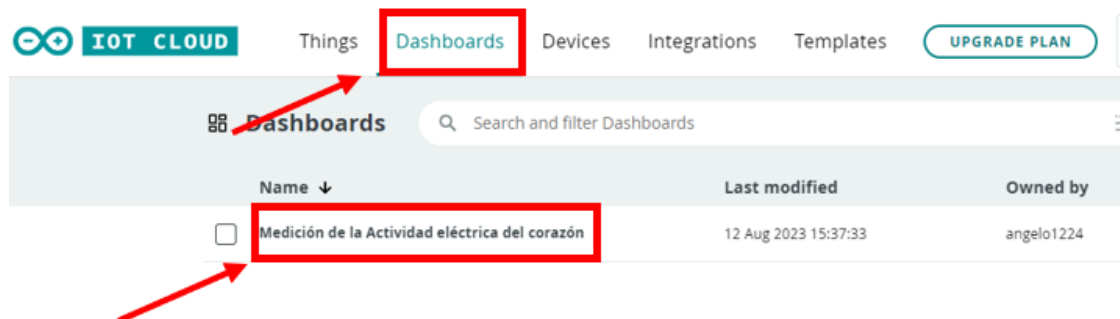 IOT CLOUD Things Dashboards Devices Integrations Templates UPGRADE PLAN
Dashboards Search and filter Dashboards
Name Last modified Owned by
Medición de la Actividad eléctrica del corazón 12 Aug 2023 15:37:33 angelo1224